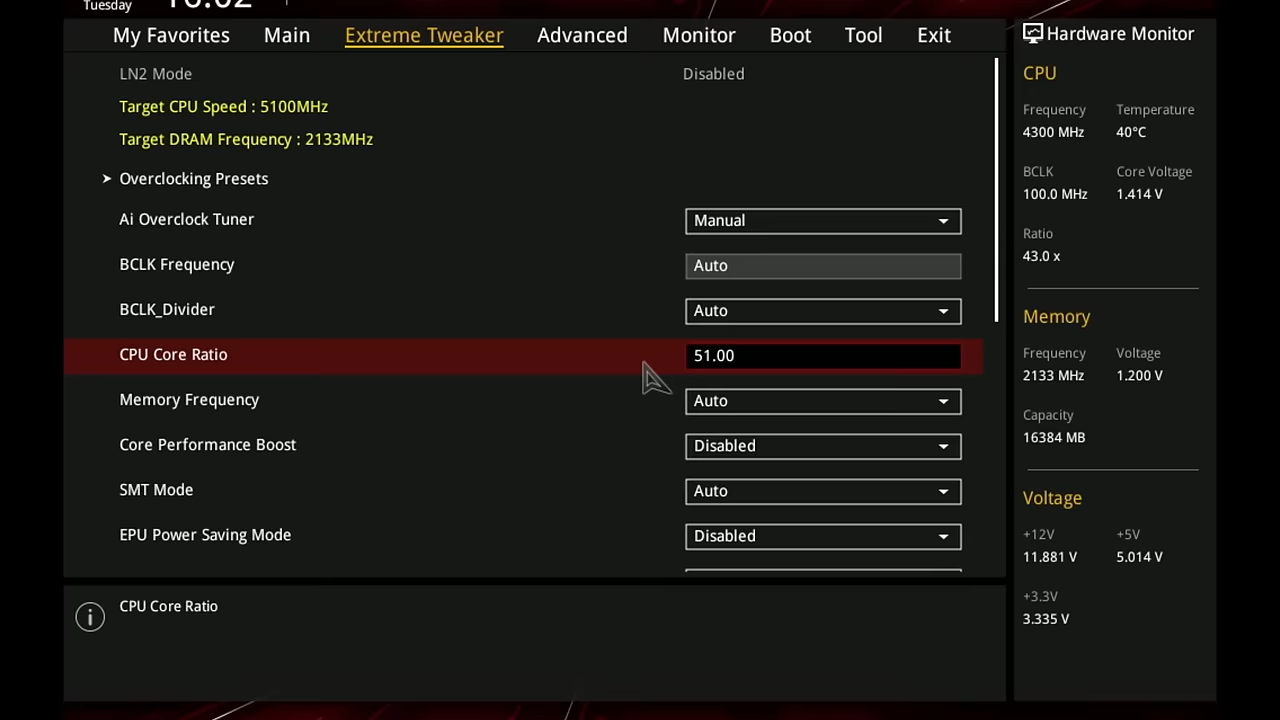 Tuesday
My Favorites Main Extreme Tweaker Advanced Monitor Boot Tool Exit
LN2 Mode Disabled
Target CPU Speed : 5100MHz
Target DRAM Frequency : 2133MHz
Overclocking Presets
Ai Overclock Tuner Manual
BCLK Frequency Auto
BCLK_Divider Auto
CPU Core Ratio 51.00
Memory Frequency Auto
Core Performance Boost Disabled
SMT Mode Auto
EPU Power Saving Mode Disabled
CPU Core Ratio
Hardware Monitor
CPU
Frequency Temperature
4300 MHz 40°C
BCLK Core Voltage
100.0 MHz 1.414 V
Ratio
43.0 x
Memory
Frequency Voltage
2133 MHz 1.200 V
Capacity
16384 MB
Voltage
+12V +5V
11.881 V 5.014 V
+3.3V
3.335 V